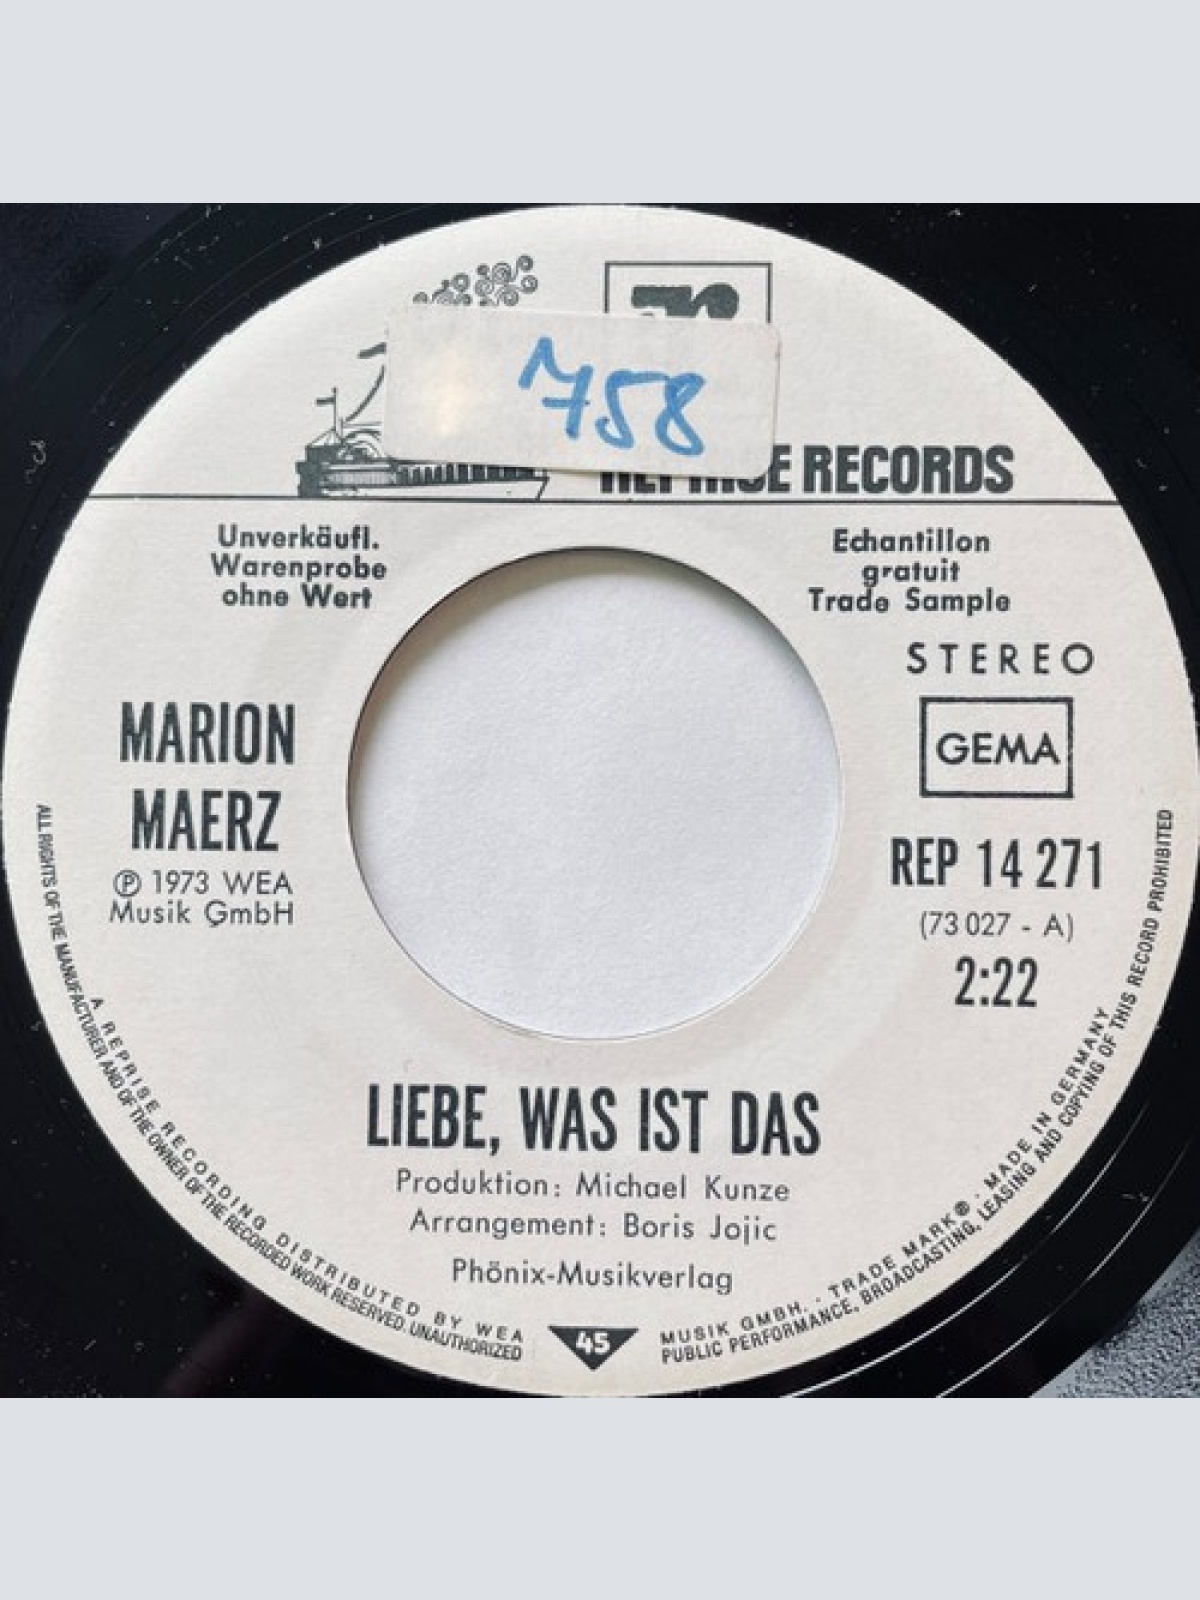 758
REPRISE RECORDS
Unverkäufl.
Warenprobe
ohne Wert
Echantillon
gratuit
Trade Sample
STEREO
GEMA
MARION
MAERZ
℗ 1973 WEA
Musik GmbH
REP 14 271
(73 027 - A)
2:22
LIEBE, WAS IST DAS
Produktion: Michael Kunze
Arrangement: Boris Jojic
Phönix-Musikverlag
45
A REPRISE RECORDING DISTRIBUTED BY WEA MUSIK GMBH. · TRADE MARK® · MADE IN GERMANY
ALL RIGHTS OF THE MANUFACTURER AND OF THE OWNER OF THE RECORDED WORK RESERVED. UNAUTHORIZED PUBLIC PERFORMANCE, BROADCASTING, LEASING AND COPYING OF THIS RECORD PROHIBITED